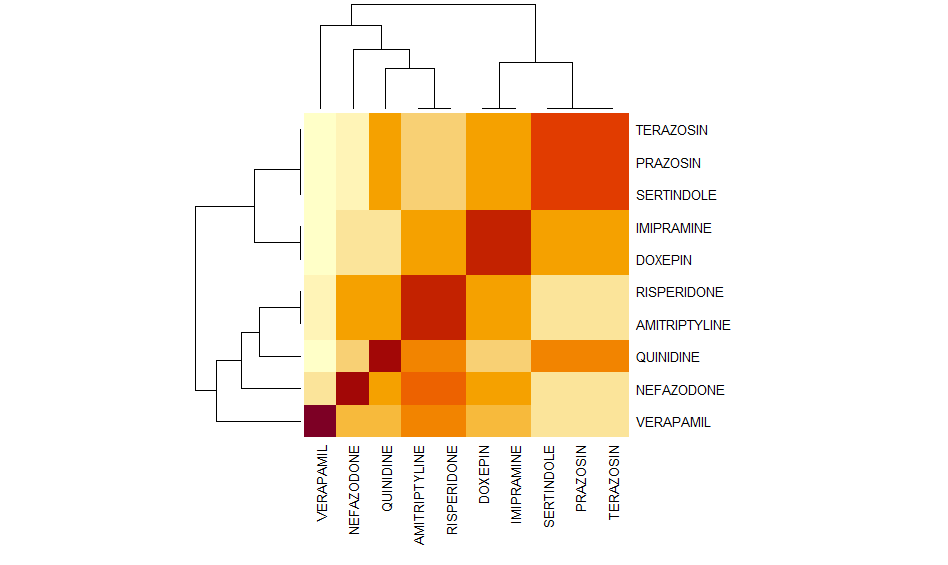 TERAZOSIN
PRAZOSIN
SERTINDOLE
IMIPRAMINE
DOXEPIN
RISPERIDONE
AMITRIPTYLINE
QUINIDINE
NEFAZODONE
VERAPAMIL
VERAPAMIL
NEFAZODONE
QUINIDINE
AMITRIPTYLINE
RISPERIDONE
DOXEPIN
IMIPRAMINE
SERTINDOLE
PRAZOSIN
TERAZOSIN